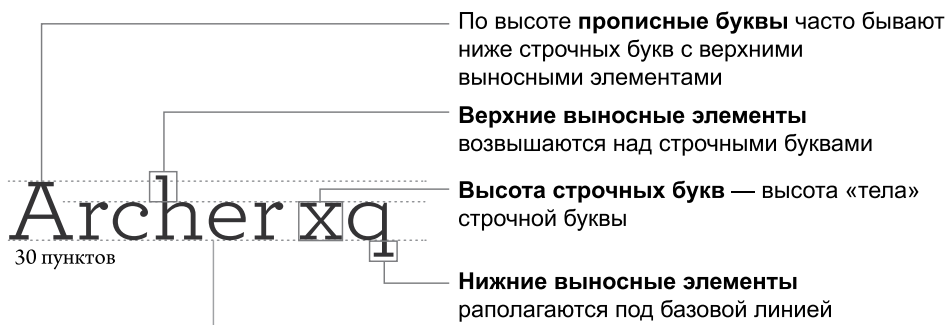 По высоте прописные буквы часто бывают
ниже строчных букв с верхними
выносными элементами
Верхние выносные элементы
возвышаются над строчными буквами
Archer xq
Высота строчных букв — высота «тела»
строчной буквы
30 пунктов
Нижние выносные элементы
раполагаются под базовой линией